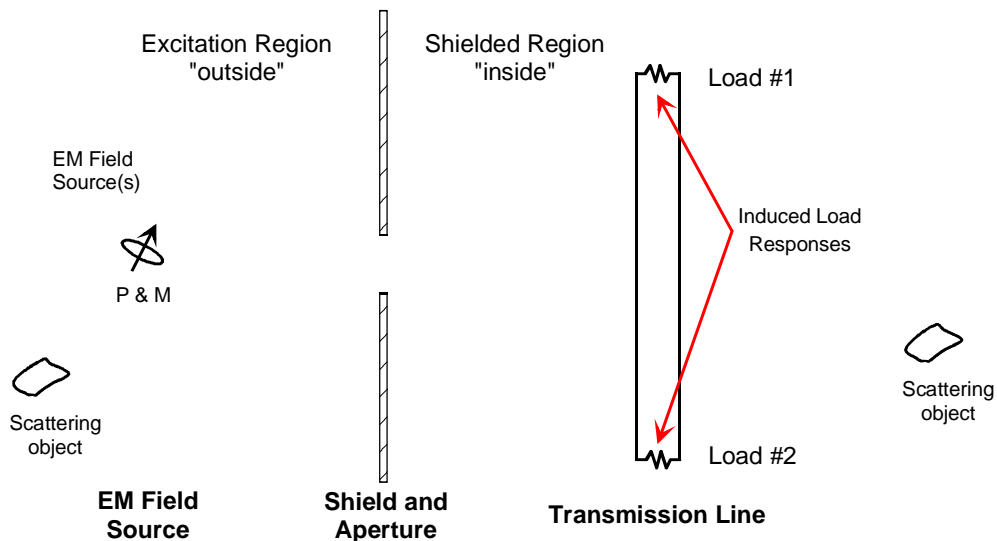 Excitation Region
"outside"
Shielded Region
"inside"
Load #1
EM Field
Source(s)
Induced Load
Responses
P & M
Scattering
object
Scattering
object
Load #2
EM Field
Source
Shield and
Aperture
Transmission Line